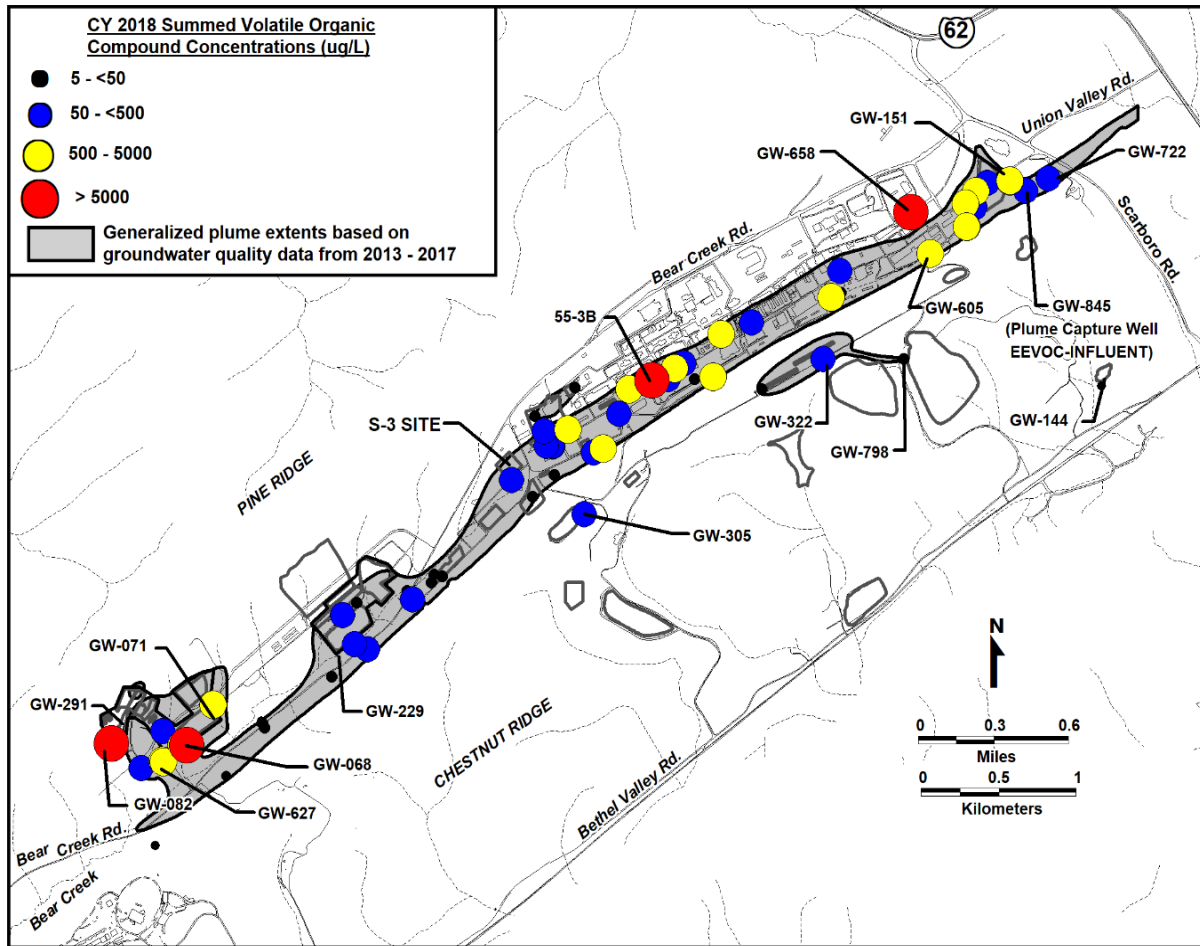 CY 2018 Summed Volatile Organic
Compound Concentrations (ug/L)
5 - <50
50 - <500
500 - 5000
> 5000
Generalized plume extents based on
groundwater quality data from 2013 - 2017
62
Union Valley Rd.
GW-151
GW-722
GW-658
Scarboro Rd
Bear Creek Rd.
GW-605
GW-845
(Plume Capture Well
EEVOC-INFLUENT)
55-3B
GW-144
GW-322
GW-798
S-3 SITE
PINE RIDGE
GW-305
GW-071
GW-291
GW-229
N
CHESTNUT RIDGE
GW-068
GW-082
GW-627
Bethel Valley Rd.
0 0.3 0.6
Miles
0 0.5 1
Kilometers
Bear Creek Rd.
Bear Creek